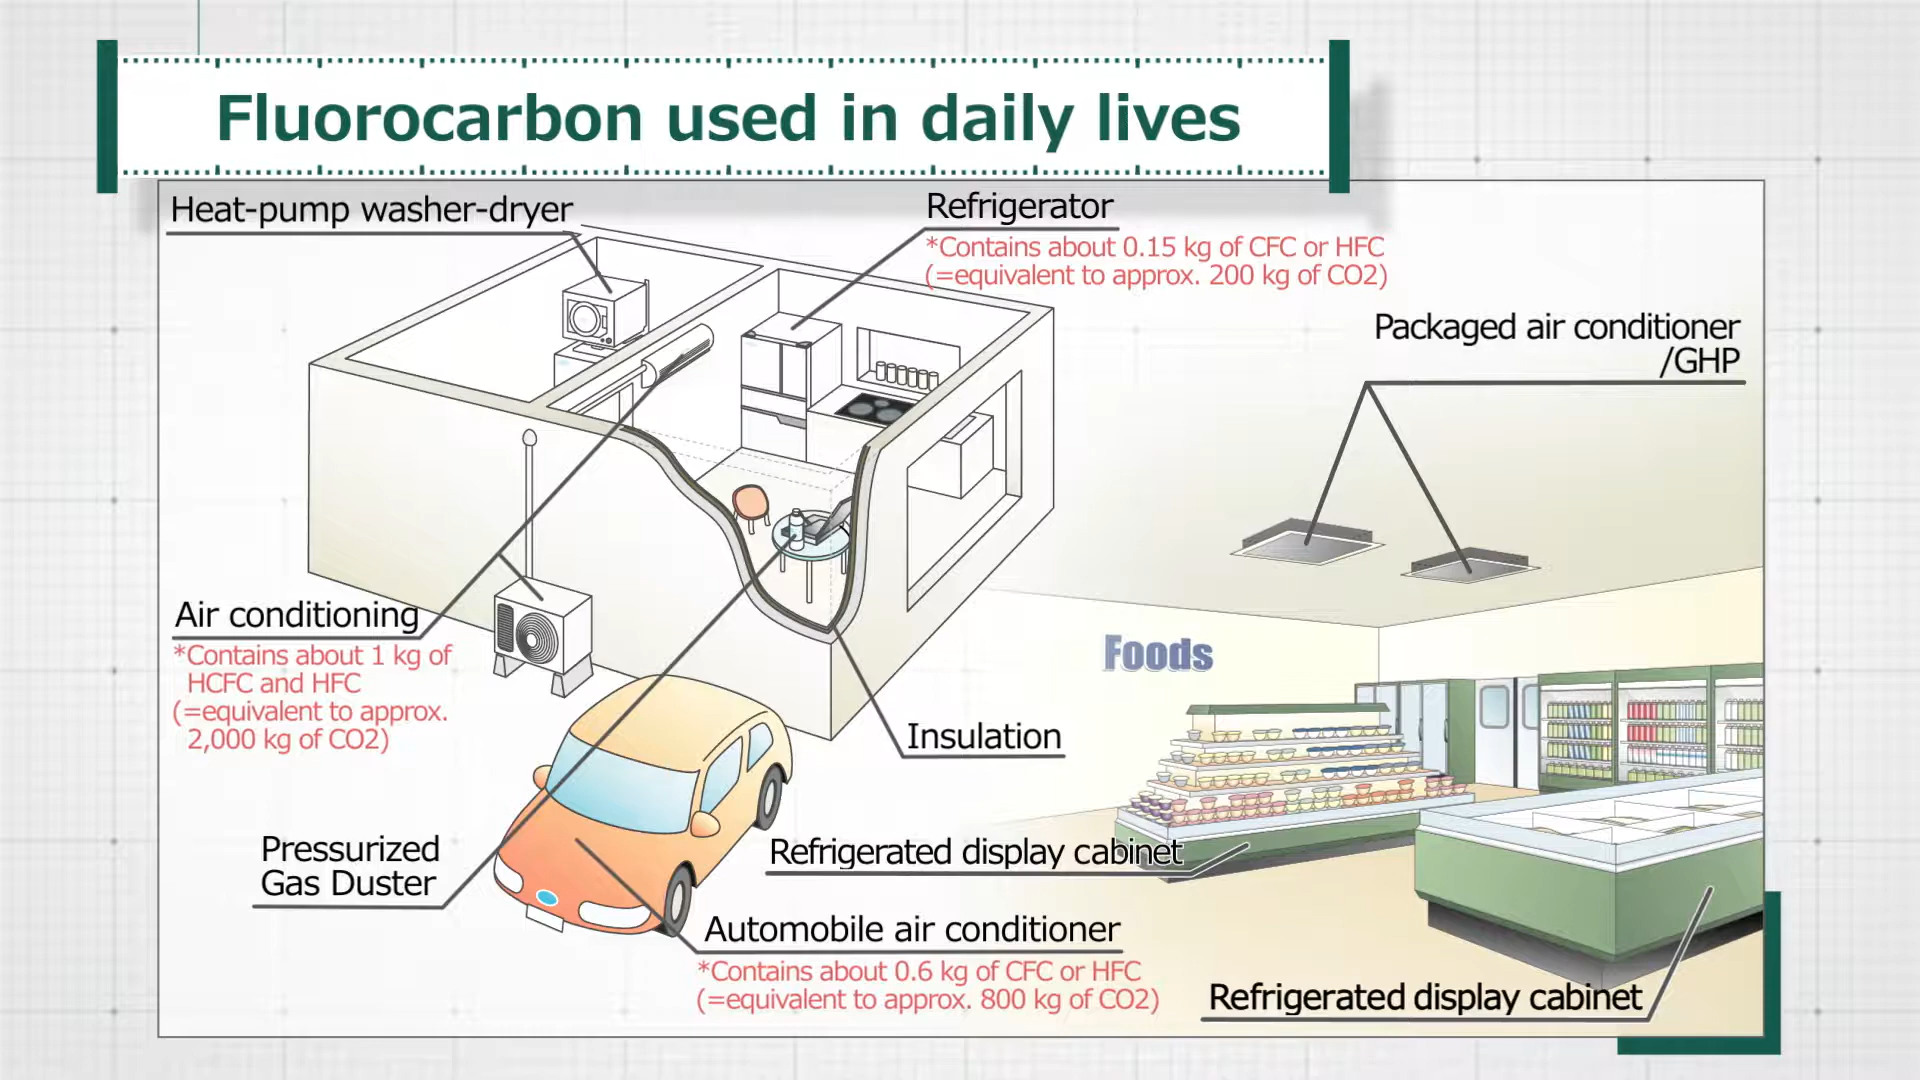 Fluorocarbon used in daily lives
Heat-pump washer-dryer
Refrigerator
*Contains about 0.15 kg of CFC or HFC
(=equivalent to approx. 200 kg of CO2)
Packaged air conditioner
/GHP
Air conditioning
*Contains about 1 kg of
HCFC and HFC
(=equivalent to approx.
2,000 kg of CO2)
Foods
Insulation
Pressurized
Gas Duster
Refrigerated display cabinet
Automobile air conditioner
*Contains about 0.6 kg of CFC or HFC
(=equivalent to approx. 800 kg of CO2)
Refrigerated display cabinet